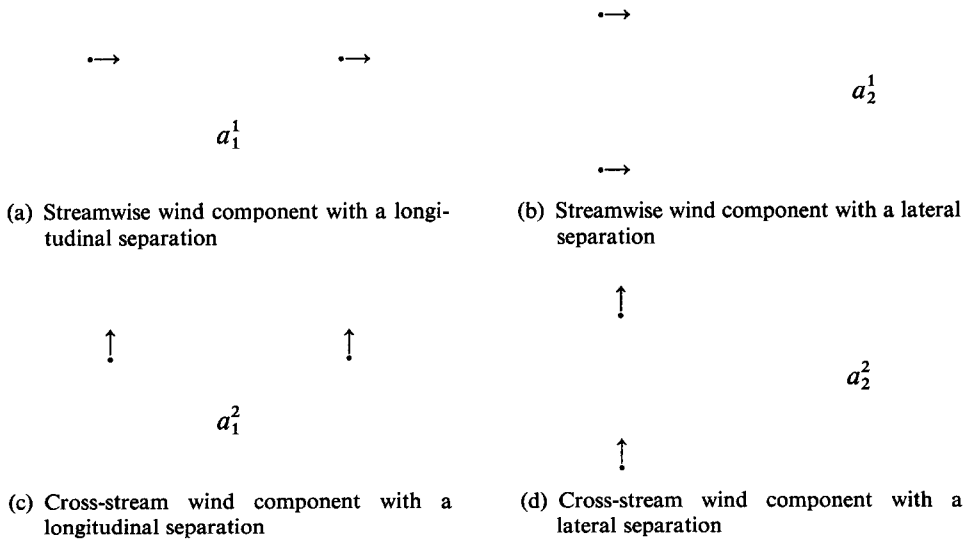 a_1^1
(a) Streamwise wind component with a longi-
tudinal separation
a_2^1
(b) Streamwise wind component with a lateral
separation
a_1^2
(c) Cross-stream wind component with a
longitudinal separation
a_2^2
(d) Cross-stream wind component with a
lateral separation